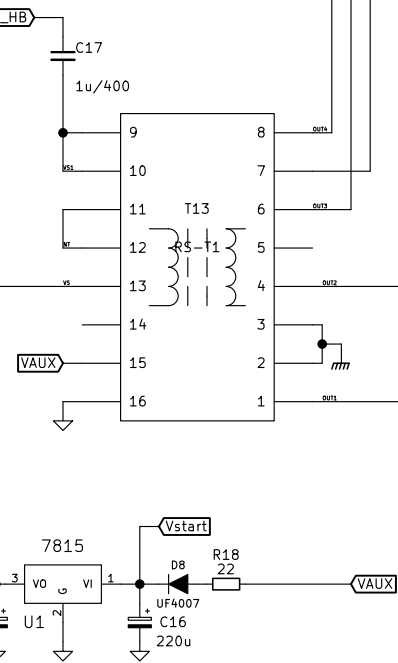 _HB
C17
1u/400
9 8 OUT4
10 VS1 7
11 T13 6 OUT3
12 NT RS-T1 5
VS 13 4 OUT2
14 3
VAUX 15 2
16 1 OUT1
Vstart
7815 D8 R18
22
3 VO G VI 1 VAUX
UF4007
+ 2 +
U1 C16
220u